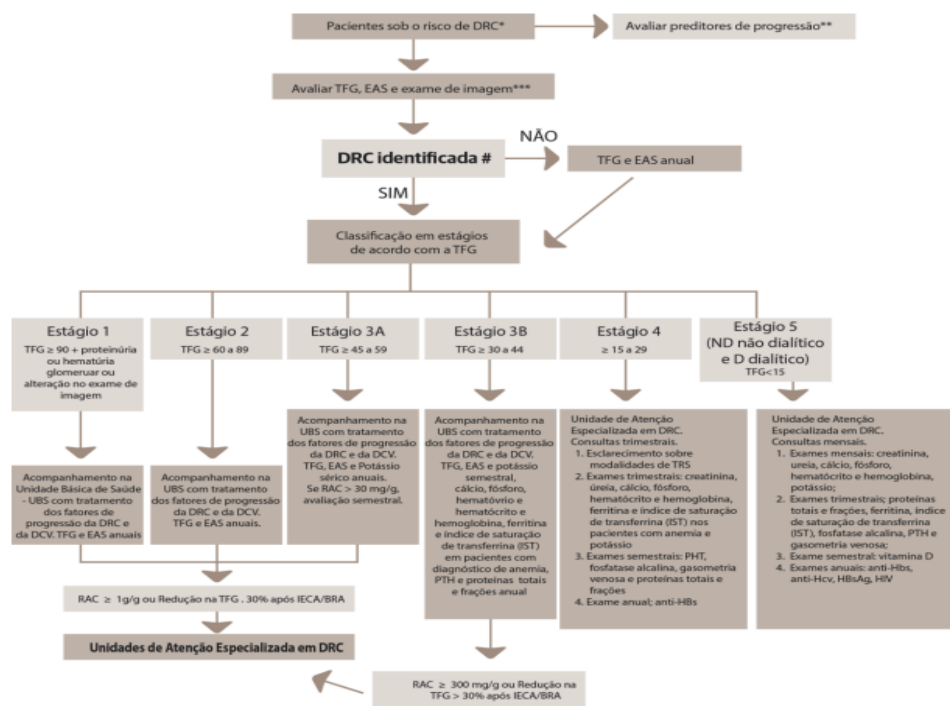 Pacientes sob o risco de DRC*
Avaliar preditores de progressão**
Avaliar TFG, EAS e exame de imagem***
DRC identificada #
NÃO
TFG e EAS anual
SIM
Classificação em estágios
de acordo com a TFG
Estágio 1
TFG ≥ 90 + proteinúria
ou hematúria
glomeruar ou
alteração no exame de
imagem
Estágio 2
TFG ≥ 60 a 89
Estágio 3A
TFG ≥ 45 a 59
Estágio 3B
TFG ≥ 30 a 44
Estágio 4
≥ 15 a 29
Estágio 5
(ND não dialítico
e D dialítico)
TFG<15
Acompanhamento na
Unidade Básica de Saúde
- UBS com tratamento
dos fatores de
progressão da DRC e
da DCV. TFG e EAS anuais
Acompanhamento na
UBS com tratamento
dos fatores de progressão
da DRC e da DCV.
TFG e EAS anuais.
Acompanhamento na
UBS com tratamento
dos fatores de progressão
da DRC e da DCV.
TFG, EAS e Potássio
sérico anuais.
Se RAC > 30 mg/g,
avaliação semestral.
Acompanhamento na
UBS com tratamento dos
fatores de progressão
da DRC e da DCV.
TFG, EAS e potássio
semestral,
cálcio, fósforo,
hematóvrio e
hematócrito e
hemoglobina, ferritina
e índice de saturação
de transferrina (IST)
em pacientes com
diagnóstico de anemia,
PTH e proteínas totais
e frações anual
Unidade de Atenção
Especializada em DRC.
Consultas trimestrais.
1. Esclarecimento sobre
modalidades de TRS
2. Exames trimestrais: creatinina,
úreia, cálcio, fósforo,
hematócrito e hemoglobina,
ferritina e índice de saturação
de transferrina (IST) nos
pacientes com anemia e
potássio
3. Exames semestrais: PHT,
fosfatase alcalina, gasometria
venosa e proteínas totais e
frações
4. Exame anual; anti-HBs
Unidade de Atenção
Especializada em DRC.
Consultas mensais.
1. Exames mensais: creatinina,
ureia, cálcio, fósforo,
hematócrito e hemoglobina,
potássio;
2. Exames trimestrais; proteínas
totais e frações, ferritina, índice
de saturação de transferrina
(IST), fosfatase alcalina, PTH e
gasometria venosa;
3. Exame semestral: vitamina D
4. Exames anuais: anti-Hbs,
anti-Hcv, HBsAg, HIV
RAC ≥ 1g/g ou Redução na TFG . 30% após IECA/BRA
Unidades de Atenção Especializada em DRC
RAC ≥ 300 mg/g ou Redução na
TFG > 30% após IECA/BRA